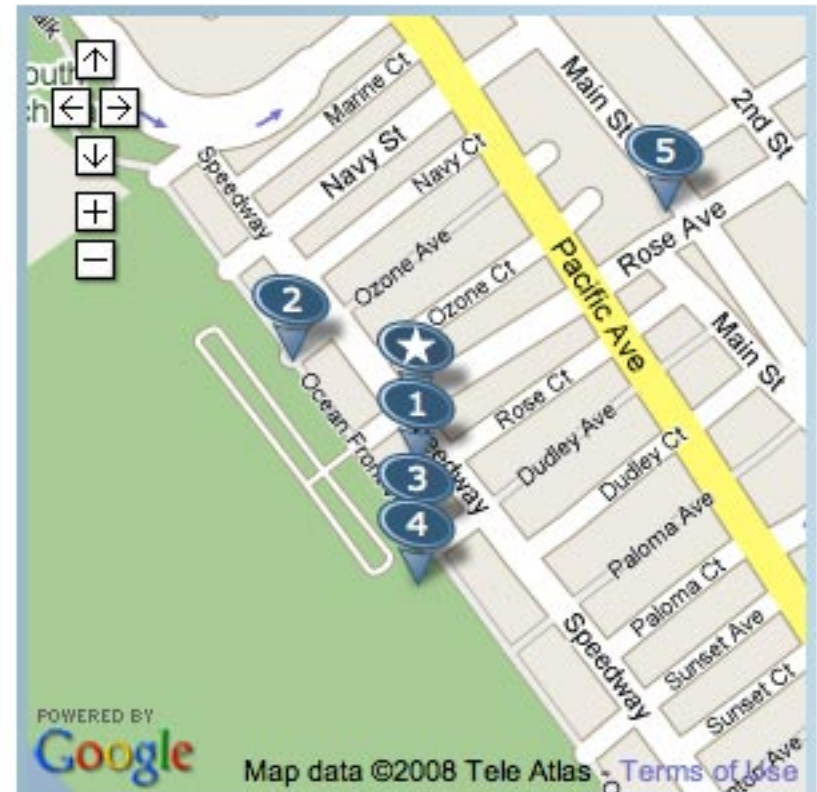 Marine Ct
Main St
2nd St
Navy St
Speedway
Navy Ct
5
Ozone Ave
Rose Ave
Pacific Ave
Ozone Ct
2
1
Main St
Rose Ct
Ocean Front
Dudley Ave
3
Speedway
Dudley Ct
4
Paloma Ave
Paloma Ct
Speedway
Sunset Ave
Sunset Ct
POWERED BY
Google
Map data ©2008 Tele Atlas - Terms of Use